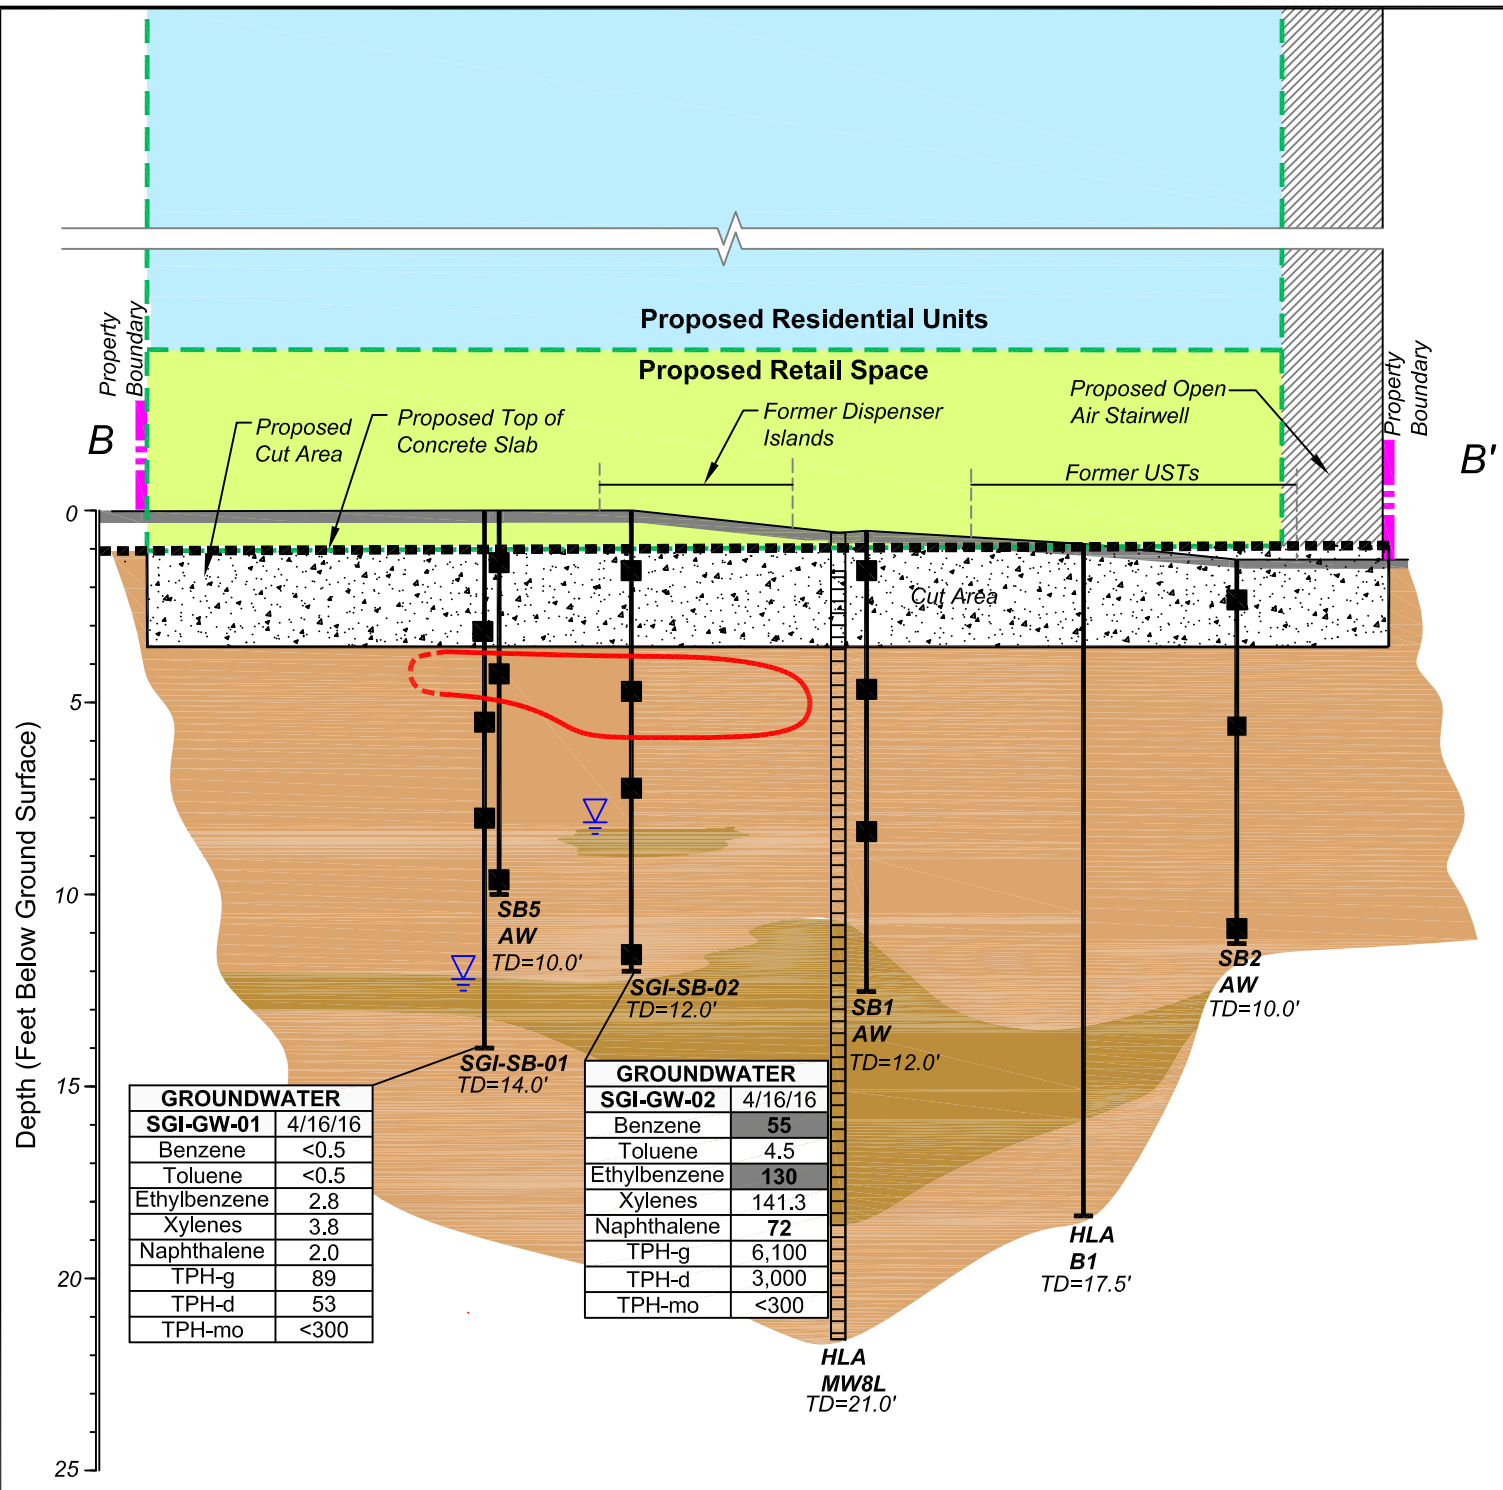 Proposed Residential Units
Proposed Retail Space
Property
Boundary
Property
Boundary
B
B'
Proposed
Cut Area
Proposed Top of
Concrete Slab
Former Dispenser
Islands
Proposed Open
Air Stairwell
Former USTs
Cut Area
Depth (Feet Below Ground Surface)
0
5
10
15
20
25
SB5
AW
TD=10.0'
SGI-SB-02
TD=12.0'
SB1
AW
TD=12.0'
SB2
AW
TD=10.0'
SGI-SB-01
TD=14.0'
HLA
B1
TD=17.5'
HLA
MW8L
TD=21.0'
GROUNDWATER
SGI-GW-01 4/16/16
Benzene <0.5
Toluene <0.5
Ethylbenzene 2.8
Xylenes 3.8
Naphthalene 2.0
TPH-g 89
TPH-d 53
TPH-mo <300
GROUNDWATER
SGI-GW-02 4/16/16
Benzene 55
Toluene 4.5
Ethylbenzene 130
Xylenes 141.3
Naphthalene 72
TPH-g 6,100
TPH-d 3,000
TPH-mo <300